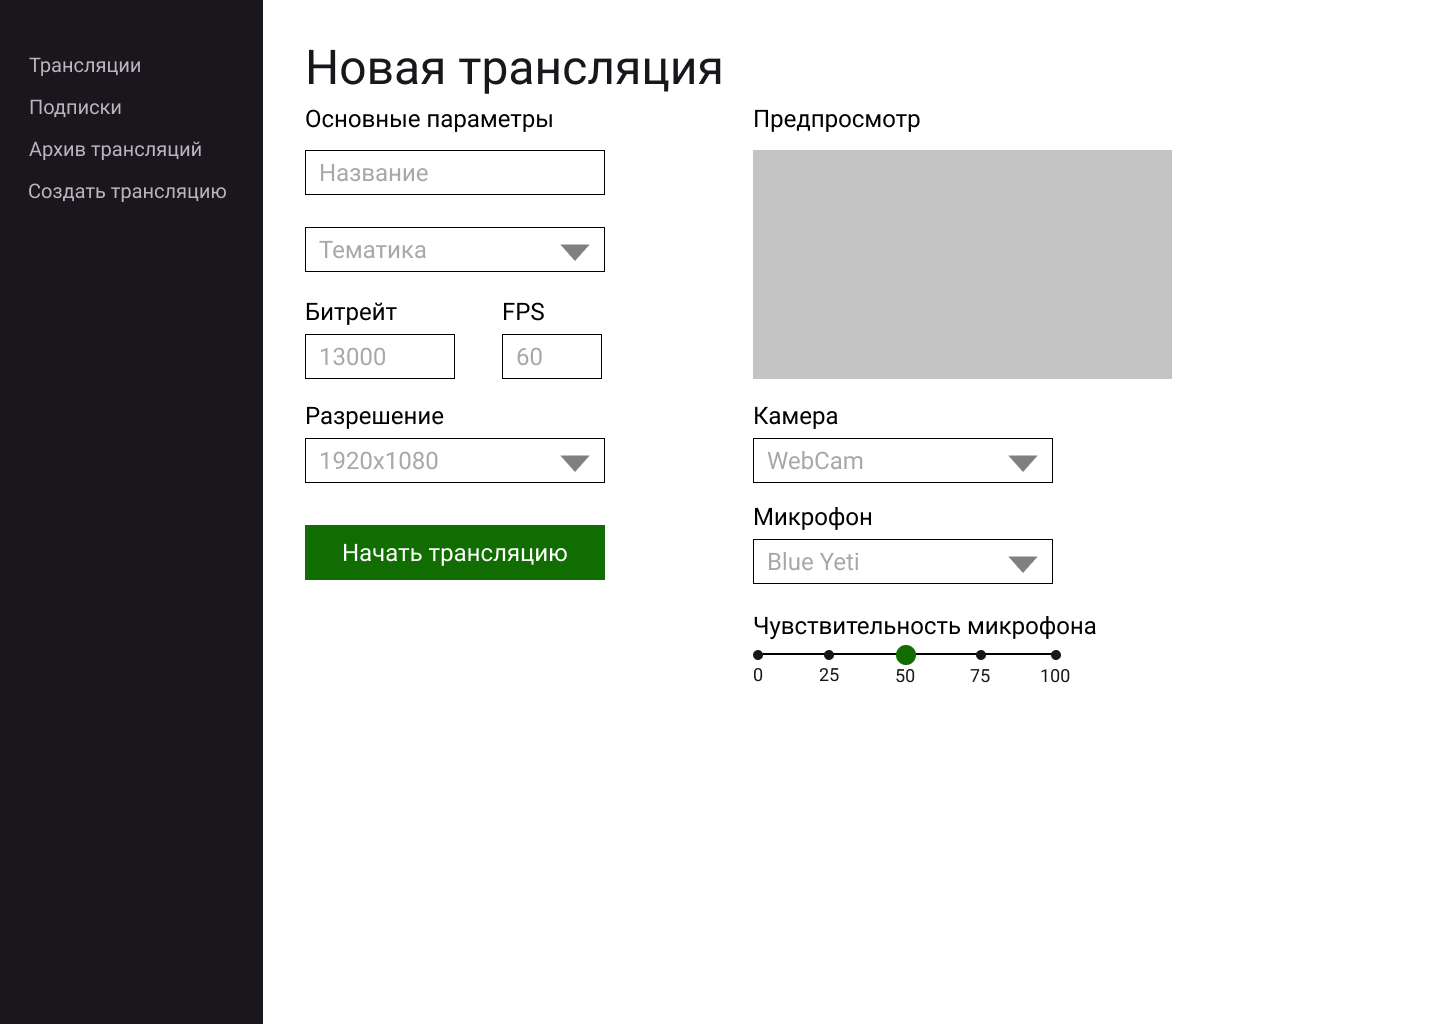 Трансляции
Подписки
Архив трансляций
Создать трансляцию
Новая трансляция
Основные параметры
Название
Тематика
Битрейт
FPS
13000
60
Разрешение
1920x1080
Начать трансляцию
Предпросмотр
Камера
WebCam
Микрофон
Blue Yeti
Чувствительность микрофона
0 25 50 75 100